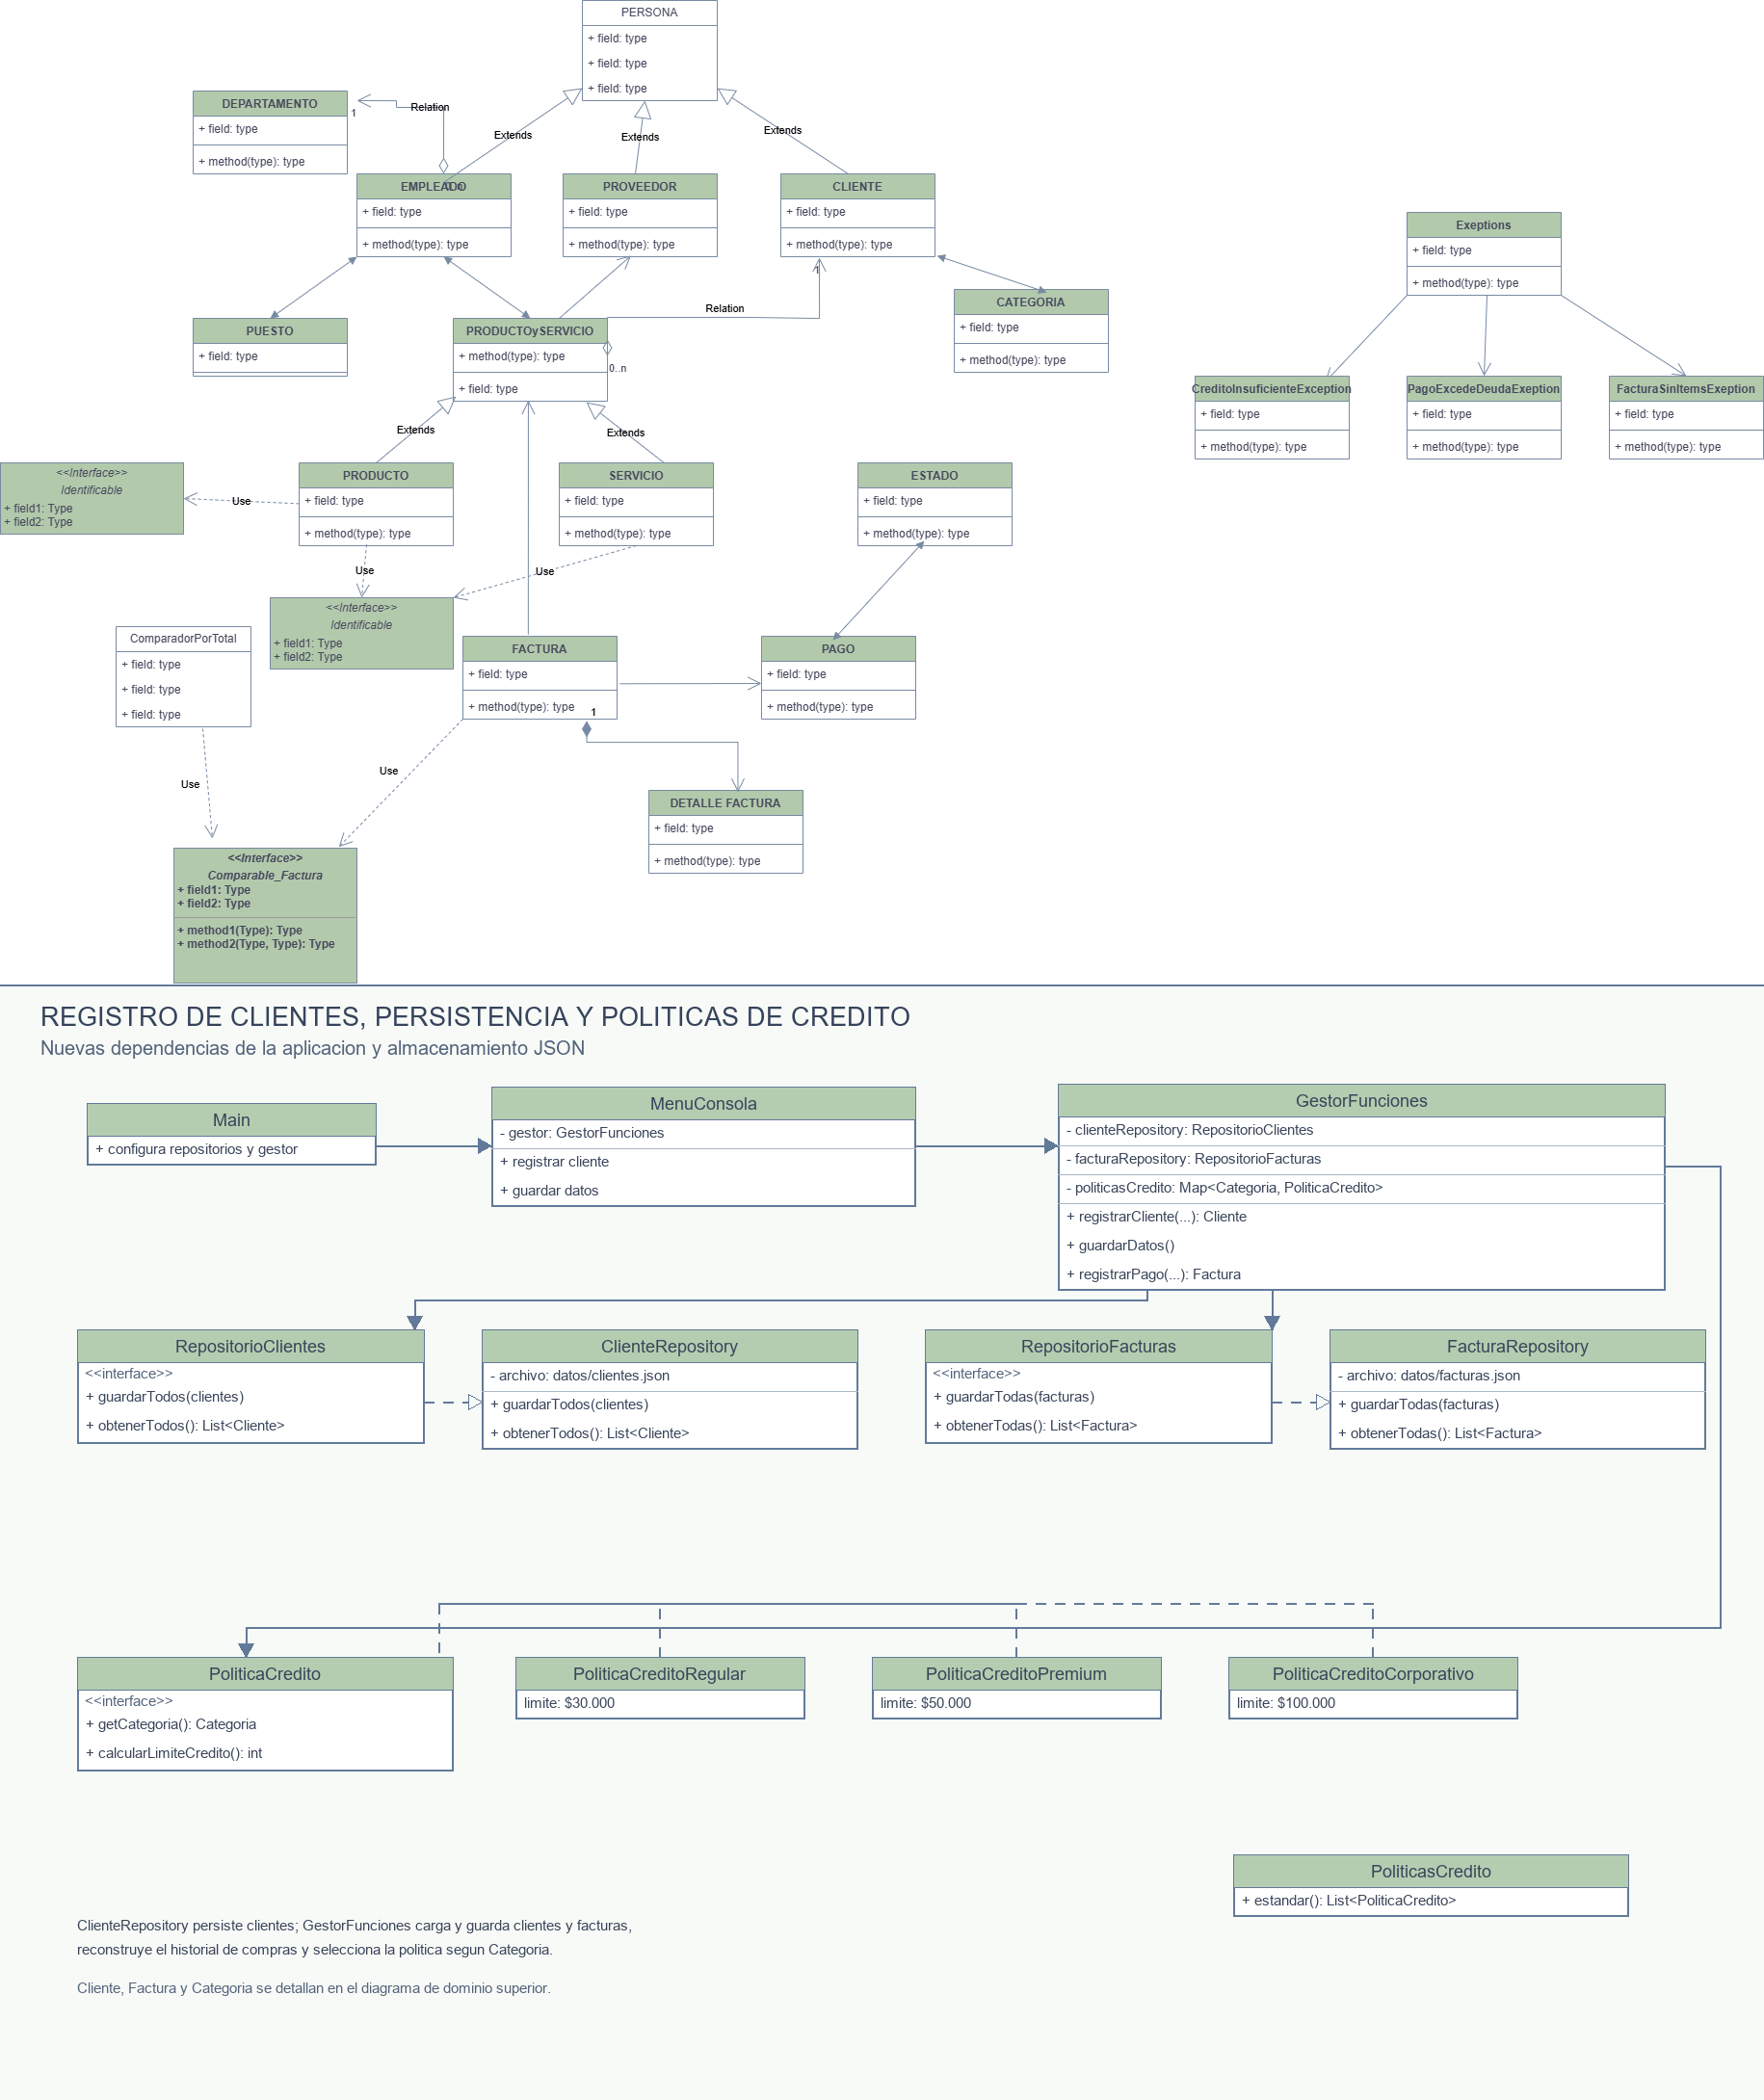 PERSONA
+ field: type
+ field: type
+ field: type
DEPARTAMENTO
+ field: type
+ method(type): type
1
Relation
Extends
Extends
Extends
EMPLEADO
0..n
+ field: type
+ method(type): type
PROVEEDOR
+ field: type
+ method(type): type
CLIENTE
+ field: type
+ method(type): type
1
Exeptions
+ field: type
+ method(type): type
PUESTO
+ field: type
PRODUCTOySERVICIO
+ method(type): type
+ field: type
0..n
Relation
CATEGORIA
+ field: type
+ method(type): type
CreditoInsuficienteException
+ field: type
+ method(type): type
PagoExcedeDeudaExeption
+ field: type
+ method(type): type
FacturaSinItemsExeption
+ field: type
+ method(type): type
Extends
Extends
<<Interface>>
Identificable
+ field1: Type
+ field2: Type
Use
PRODUCTO
+ field: type
+ method(type): type
SERVICIO
+ field: type
+ method(type): type
ESTADO
+ field: type
+ method(type): type
Use
Use
<<Interface>>
Identificable
+ field1: Type
+ field2: Type
ComparadorPorTotal
+ field: type
+ field: type
+ field: type
FACTURA
+ field: type
+ method(type): type
1
PAGO
+ field: type
+ method(type): type
Use
Use
DETALLE FACTURA
+ field: type
+ method(type): type
<<Interface>>
Comparable_Factura
+ field1: Type
+ field2: Type
+ method1(Type): Type
+ method2(Type, Type): Type
REGISTRO DE CLIENTES, PERSISTENCIA Y POLITICAS DE CREDITO
Nuevas dependencias de la aplicacion y almacenamiento JSON
Main
+ configura repositorios y gestor
MenuConsola
- gestor: GestorFunciones
+ registrar cliente
+ guardar datos
GestorFunciones
- clienteRepository: RepositorioClientes
- facturaRepository: RepositorioFacturas
- politicasCredito: Map<Categoria, PoliticaCredito>
+ registrarCliente(...): Cliente
+ guardarDatos()
+ registrarPago(...): Factura
RepositorioClientes
<<interface>>
+ guardarTodos(clientes)
+ obtenerTodos(): List<Cliente>
ClienteRepository
- archivo: datos/clientes.json
+ guardarTodos(clientes)
+ obtenerTodos(): List<Cliente>
RepositorioFacturas
<<interface>>
+ guardarTodas(facturas)
+ obtenerTodas(): List<Factura>
FacturaRepository
- archivo: datos/facturas.json
+ guardarTodas(facturas)
+ obtenerTodas(): List<Factura>
PoliticaCredito
<<interface>>
+ getCategoria(): Categoria
+ calcularLimiteCredito(): int
PoliticaCreditoRegular
limite: $30.000
PoliticaCreditoPremium
limite: $50.000
PoliticaCreditoCorporativo
limite: $100.000
PoliticasCredito
+ estandar(): List<PoliticaCredito>
ClienteRepository persiste clientes; GestorFunciones carga y guarda clientes y facturas,
reconstruye el historial de compras y selecciona la politica segun Categoria.
Cliente, Factura y Categoria se detallan en el diagrama de dominio superior.